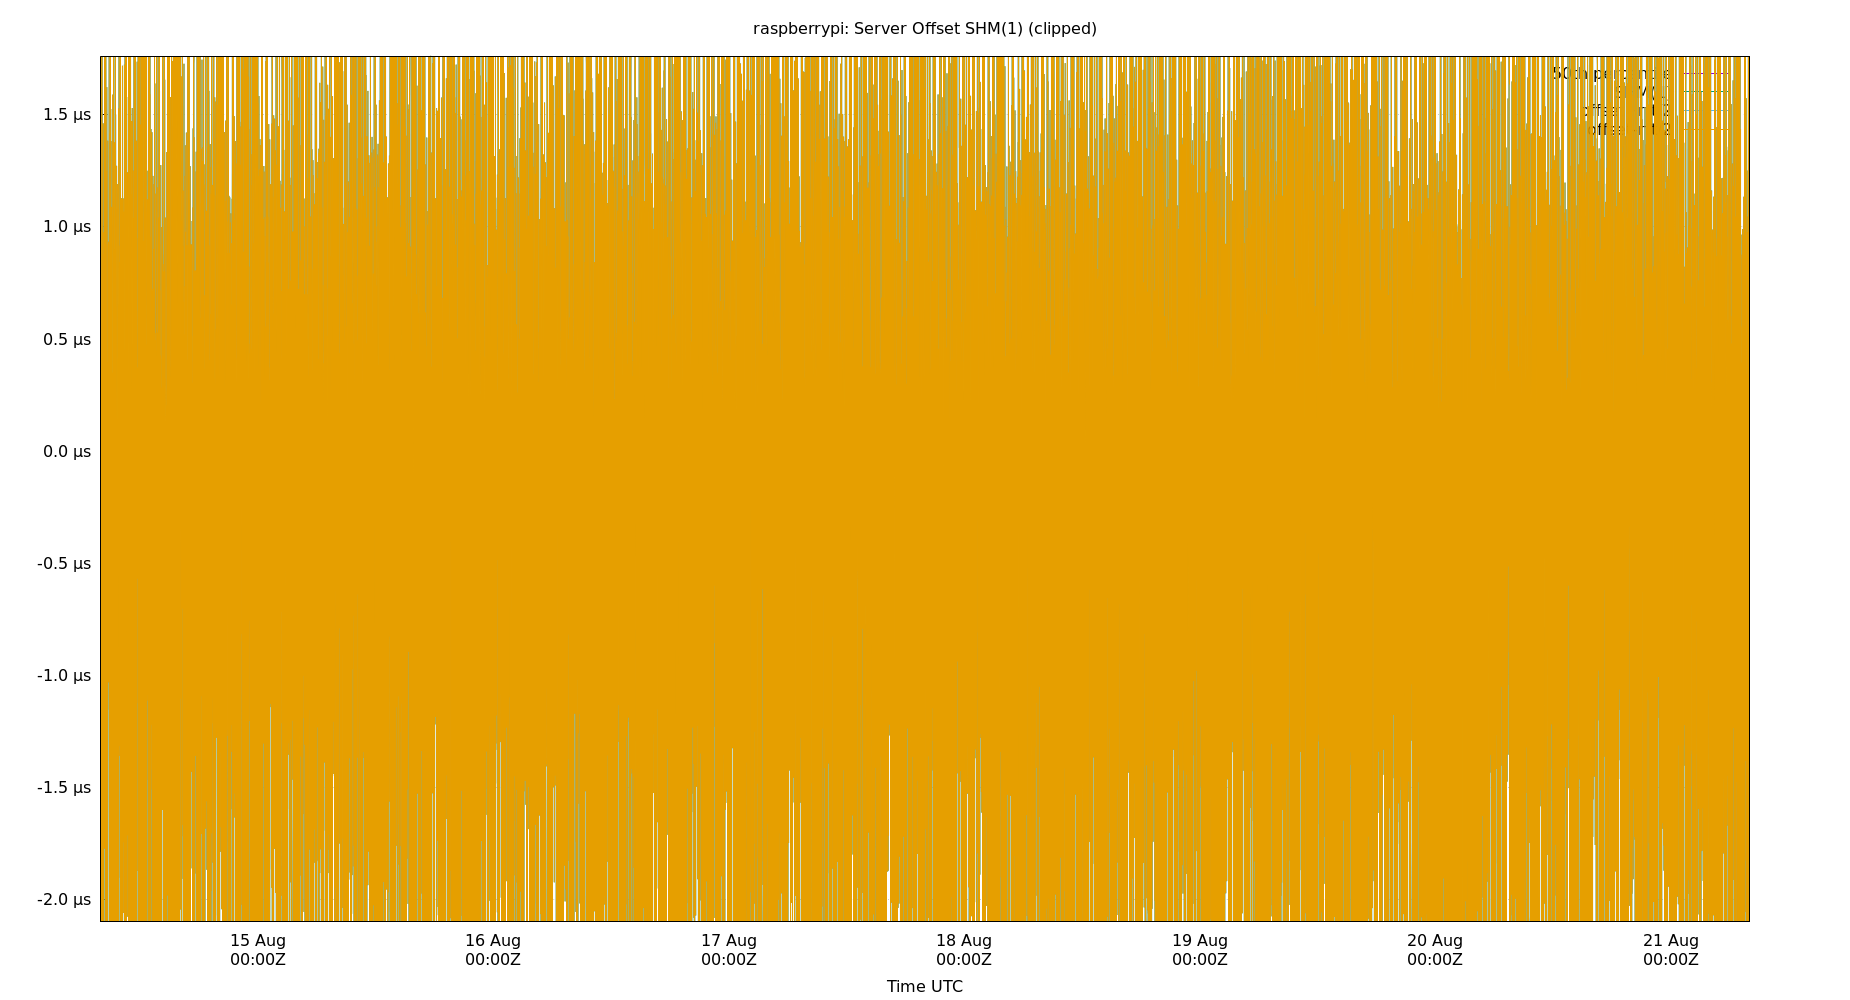 raspberrypi: Server Offset SHM(1) (clipped)
1.5 µs
1.0 µs
0.5 µs
0.0 µs
-0.5 µs
-1.0 µs
-1.5 µs
-2.0 µs
15 Aug 16 Aug 17 Aug 18 Aug 19 Aug 20 Aug 21 Aug
00:00Z 00:00Z 00:00Z 00:00Z 00:00Z 00:00Z 00:00Z
Time UTC